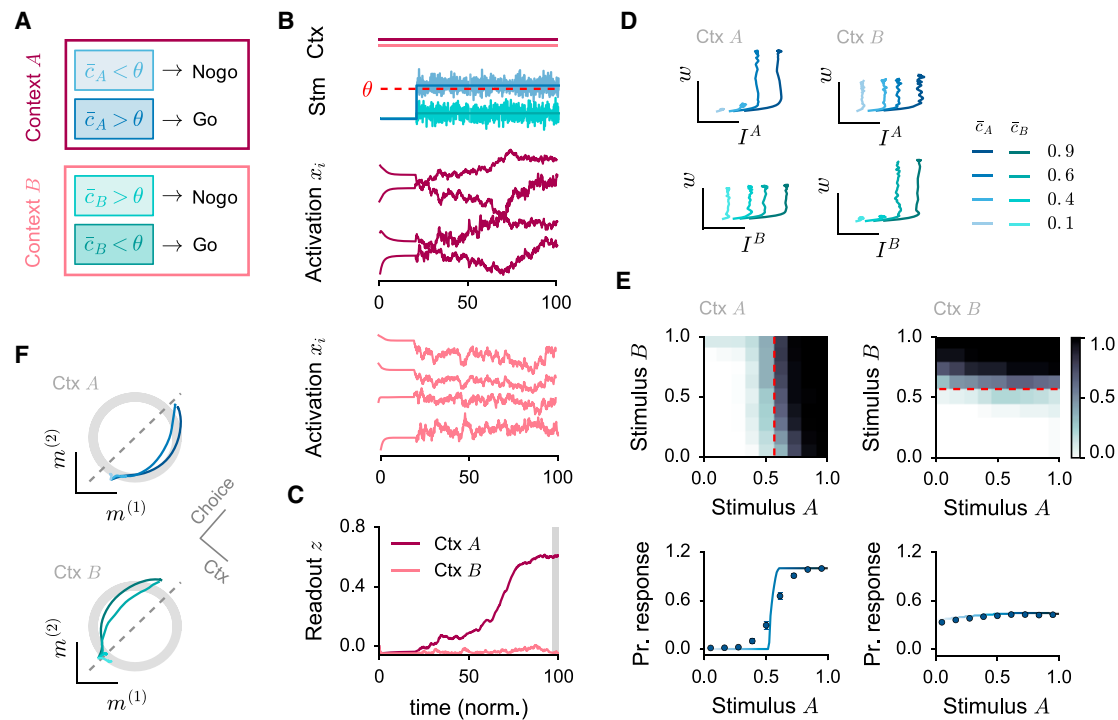 A
Context A
c̄_A < θ → Nogo
c̄_A > θ → Go
Context B
c̄_B > θ → Nogo
c̄_B < θ → Go
B
Ctx
Stm
θ
Activation x_i
0 50 100
Activation x_i
0 50 100
C
Readout z
0.8
0.6
0.0
Ctx A
Ctx B
0 50 100
time (norm.)
D
Ctx A
Ctx B
w
I^A
w
I^A
w
I^B
w
I^B
c̄_A c̄_B
0.9
0.6
0.4
0.1
E
Ctx A
Ctx B
Stimulus B
1.0
0.5
0.0
0.0 0.5 1.0
Stimulus A
Stimulus B
1.0
0.5
0.0
0.0 0.5 1.0
Stimulus A
1.0
0.5
0.0
Pr. response
1.2
0.6
0.0
0.0 0.5 1.0
Stimulus A
Pr. response
1.2
0.6
0.0
0.0 0.5 1.0
Stimulus A
F
Ctx A
m^(2)
m^(1)
Choice
Ctx
Ctx B
m^(2)
m^(1)